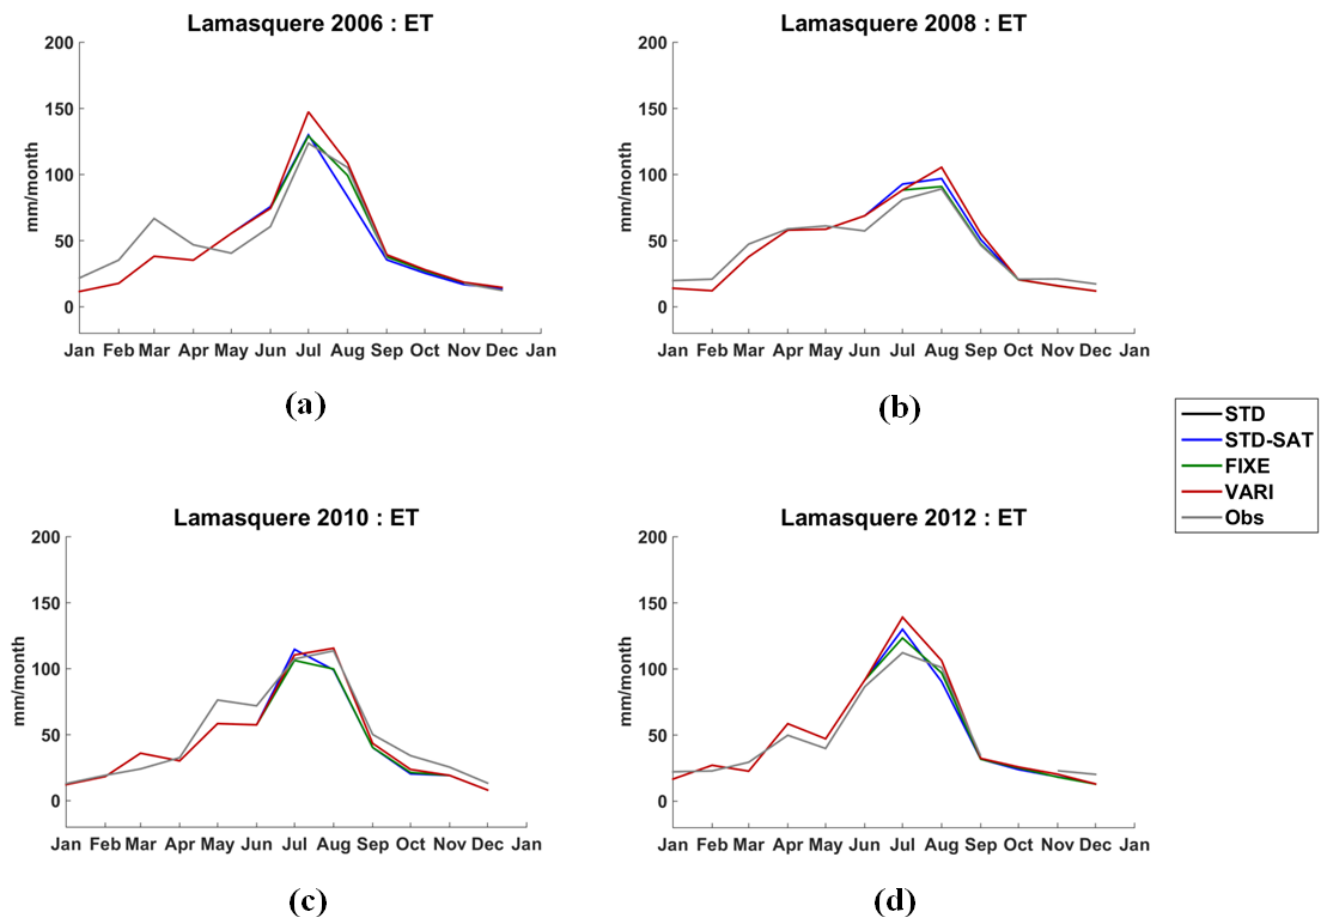 Lamasquere 2006 : ET
200
150
100
50
0
mm/month
Jan Feb Mar Apr May Jun Jul Aug Sep Oct Nov Dec Jan
(a)
Lamasquere 2008 : ET
200
150
100
50
0
mm/month
Jan Feb Mar Apr May Jun Jul Aug Sep Oct Nov Dec Jan
(b)
STD
STD-SAT
FIXE
VARI
Obs
Lamasquere 2010 : ET
200
150
100
50
0
mm/month
Jan Feb Mar Apr May Jun Jul Aug Sep Oct Nov Dec Jan
(c)
Lamasquere 2012 : ET
200
150
100
50
0
mm/month
Jan Feb Mar Apr May Jun Jul Aug Sep Oct Nov Dec Jan
(d)